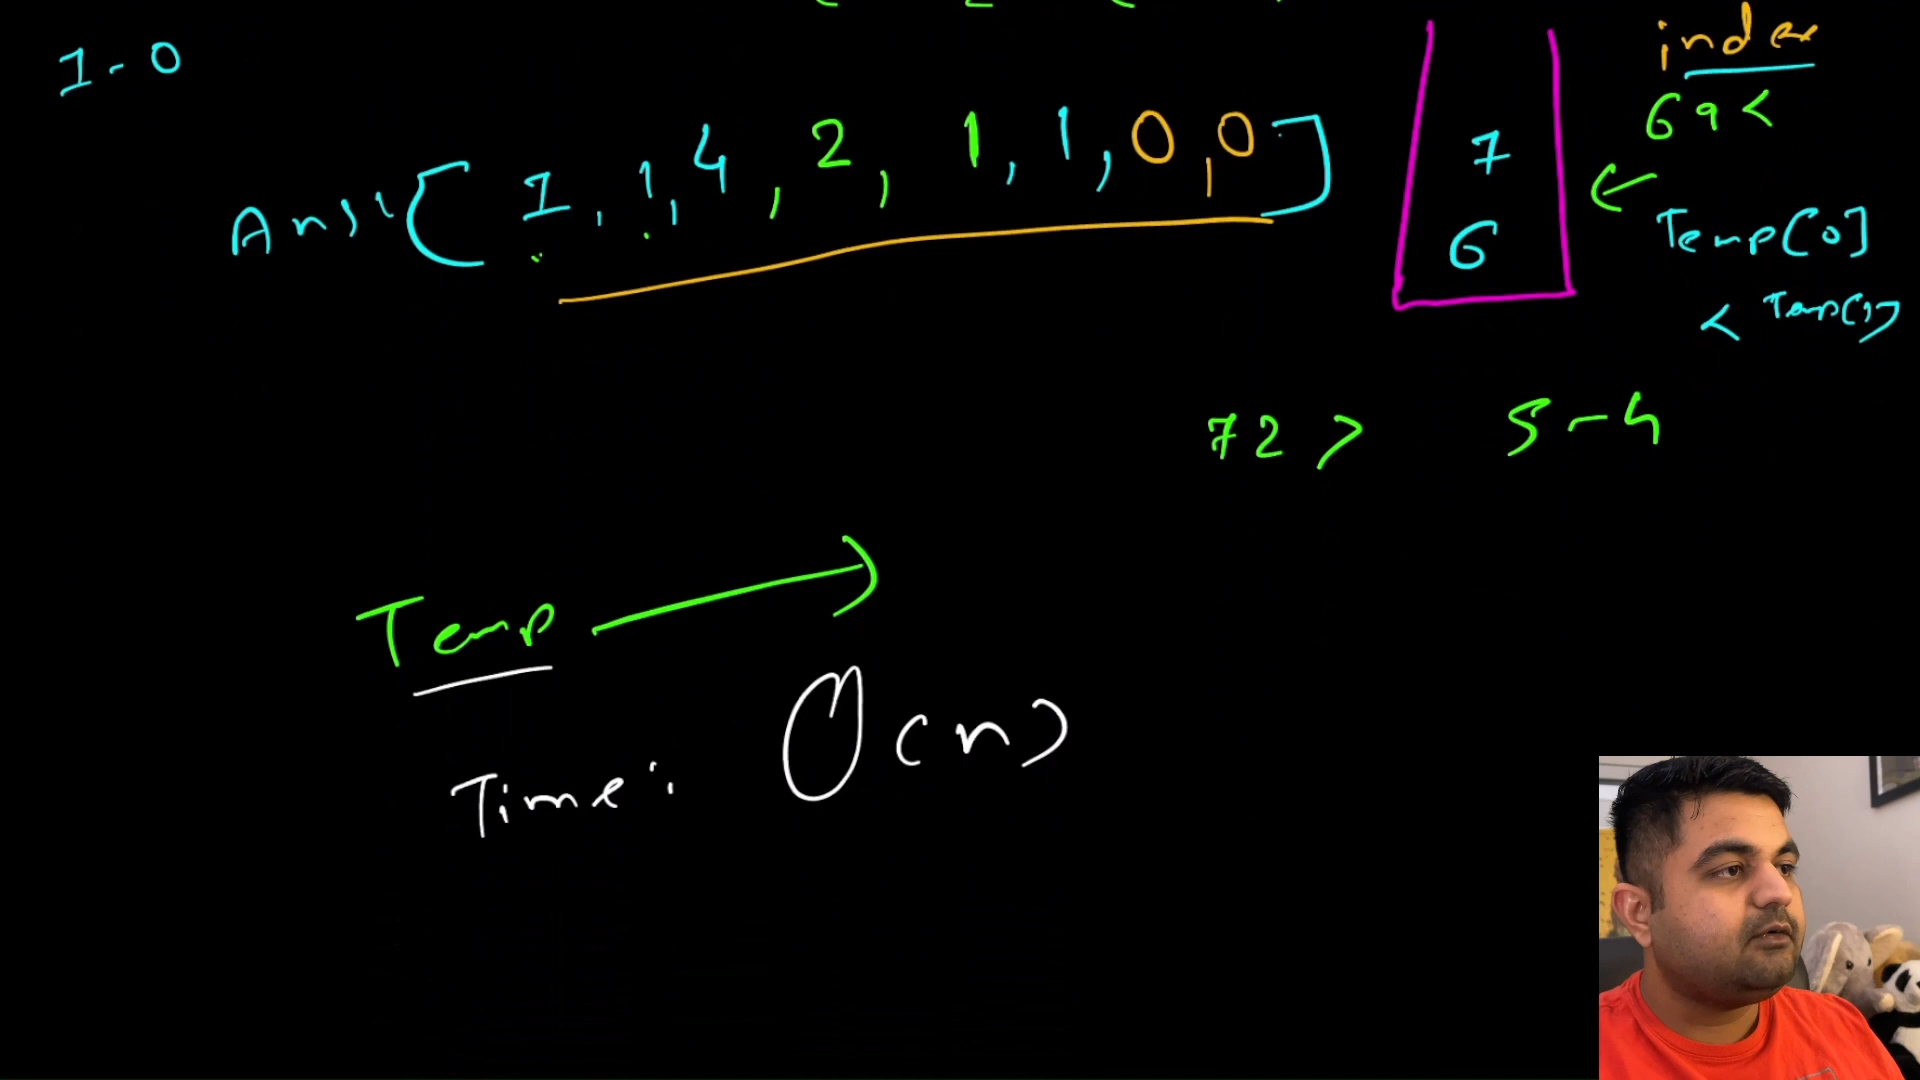 1-0
index
69<
Ans: [1,1,4,2,1,1,0,0]
7
6
Temp[0]
< Temp[1]
72> 5-4
Temp
Time: O(n)